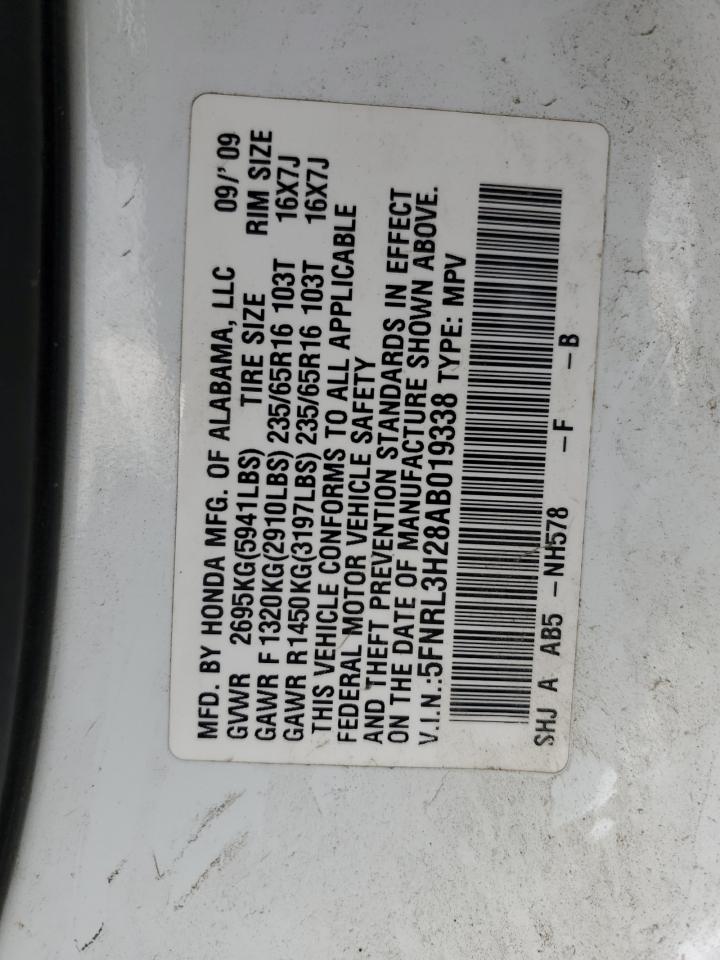 MFD. BY HONDA MFG. OF ALABAMA, LLC 09/'09
GVWR 2695KG(5941LBS) TIRE SIZE RIM SIZE
GAWR F 1320KG(2910LBS) 235/65R16 103T 16X7J
GAWR R1450KG(3197LBS) 235/65R16 103T 16X7J
THIS VEHICLE CONFORMS TO ALL APPLICABLE
FEDERAL MOTOR VEHICLE SAFETY
AND THEFT PREVENTION STANDARDS IN EFFECT
ON THE DATE OF MANUFACTURE SHOWN ABOVE.
V.I.N.:5FNRL3H28AB019338 TYPE: MPV
SHJ A AB5 -NH578 -F -B